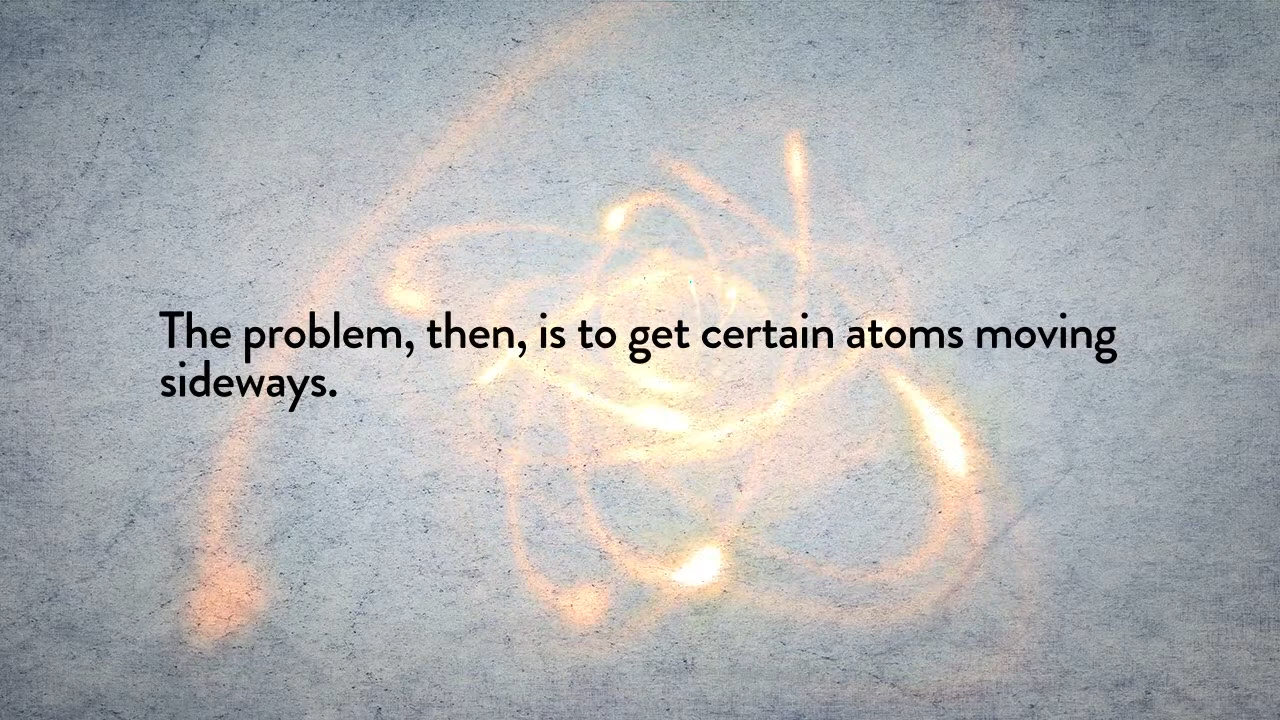 The problem, then, is to get certain atoms moving
sideways.